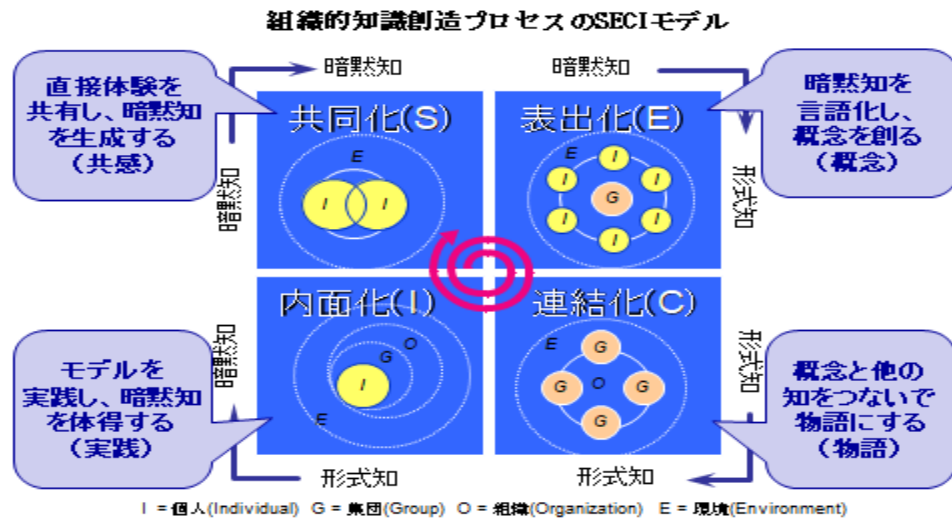 組織的知識創造プロセスのSECIモデル
直接体験を
共有し、暗黙知
を生成する
（共感）
暗黙知
暗黙知
暗黙知を
言語化し、
概念を創る
（概念）
共同化(S)
表出化(E)
暗黙知
形式知
E
I
I
E
I
I
I
G
I
I
I
内面化(I)
連結化(C)
暗黙知
形式知
O
G
I
E
E
G
G
O
G
G
モデルを
実践し、暗黙知
を体得する
（実践）
概念と他の
知をつないで
物語にする
（物語）
形式知
形式知
I = 個人(Individual) G = 集団(Group) O = 組織(Organization) E = 環境(Environment)